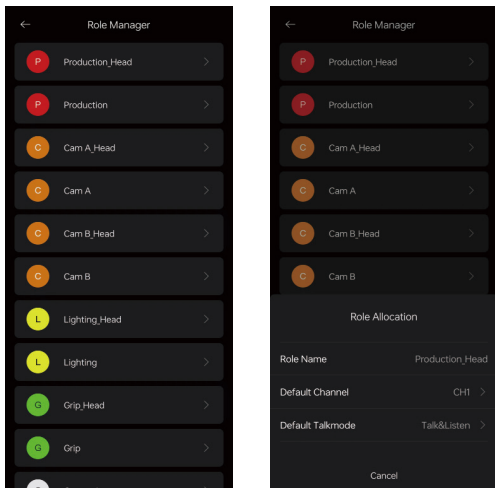 Role Manager
P Production_Head
P Production
C Cam A_Head
C Cam A
C Cam B_Head
C Cam B
L Lighting_Head
L Lighting
G Grip_Head
G Grip
Role Manager
P Production_Head
P Production
C Cam A_Head
C Cam A
C Cam B_Head
C Cam B
Role Allocation
Role Name Production_Head
Default Channel CH1
Default Talkmode Talk&Listen
Cancel